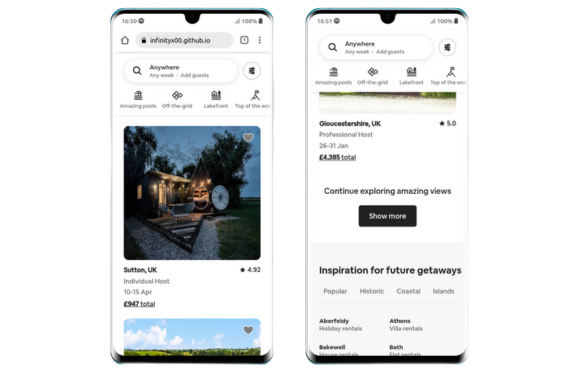 16:50
100%
infinityx00.github.io
1
Anywhere
Any week • Add guests
Amazing pools
Off-the-grid
Lakefront
Top of the wor
Sutton, UK
★ 4.92
Individual Host
10-15 Apr
£947 total
16:51
100%
Anywhere
Any week • Add guests
Amazing pools
Off-the-grid
Lakefront
Top of the wor
Gloucestershire, UK
★ 5.0
Professional Host
26-31 Jan
£4,385 total
Continue exploring amazing views
Show more
Inspiration for future getaways
Popular
Historic
Coastal
Islands
Aberfeldy
Athens
Holiday rentals
Villa rentals
Bakewell
Bath
House rentals
Flat rentals